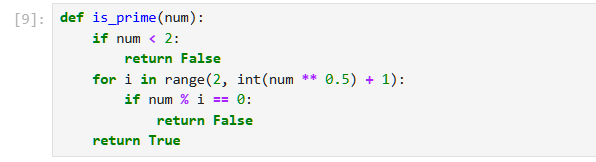 [9]: def is_prime(num):
    if num < 2:
        return False
    for i in range(2, int(num ** 0.5) + 1):
        if num % i == 0:
            return False
    return True